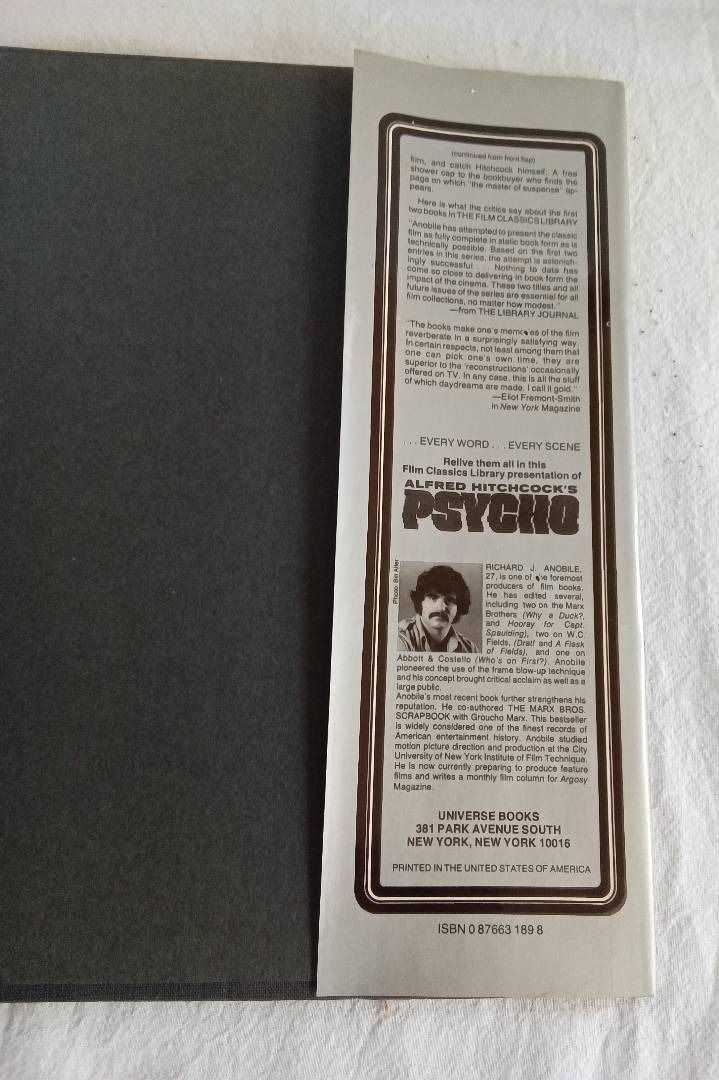 (continued from front flap)
film, and catch Hitchcock himself. A free
shower cap to the bookbuyer who finds the
page on which "the master of suspense" ap-
pears.
Here is what the critics say about the first
two books in THE FILM CLASSICS LIBRARY
"Anobile has attempted to present the classic
film as fully complete in static book form as is
technically possible. Based on the first two
entries in this series, the attempt is astonish-
ingly successful . . . Nothing to date has
come so close to delivering in book form the
impact of the cinema. These two titles and all
future issues of the series are essential for all
film collections, no matter how modest."
—from THE LIBRARY JOURNAL
"The books make one's memories of the film
reverberate in a surprisingly satisfying way.
In certain respects, not least among them that
one can pick one's own time, they are
superior to the 'reconstructions' occasionally
offered on TV. In any case, this is all the stuff
of which daydreams are made. I call it gold."
—Eliot Fremont-Smith
in New York Magazine
. . . EVERY WORD . . . EVERY SCENE
Relive them all in this
Film Classics Library presentation of
ALFRED HITCHCOCK'S
PSYCHO
Photo: Bill Alter
RICHARD J. ANOBILE,
27, is one of the foremost
producers of film books.
He has edited several,
including two on the Marx
Brothers (Why a Duck?,
and Hooray for Capt.
Spaulding), two on W.C.
Fields, (Drat! and A Flask
of Fields), and one on
Abbott & Costello (Who's on First?). Anobile
pioneered the use of the frame blow-up technique
and his concept brought critical acclaim as well as a
large public.
Anobile's most recent book further strengthens his
reputation. He co-authored THE MARX BROS.
SCRAPBOOK with Groucho Marx. This bestseller
is widely considered one of the finest records of
American entertainment history. Anobile studied
motion picture direction and production at the City
University of New York Institute of Film Technique.
He is now currently preparing to produce feature
films and writes a monthly film column for Argosy
Magazine.
UNIVERSE BOOKS
381 PARK AVENUE SOUTH
NEW YORK, NEW YORK 10016
PRINTED IN THE UNITED STATES OF AMERICA
ISBN 0 87663 189 8